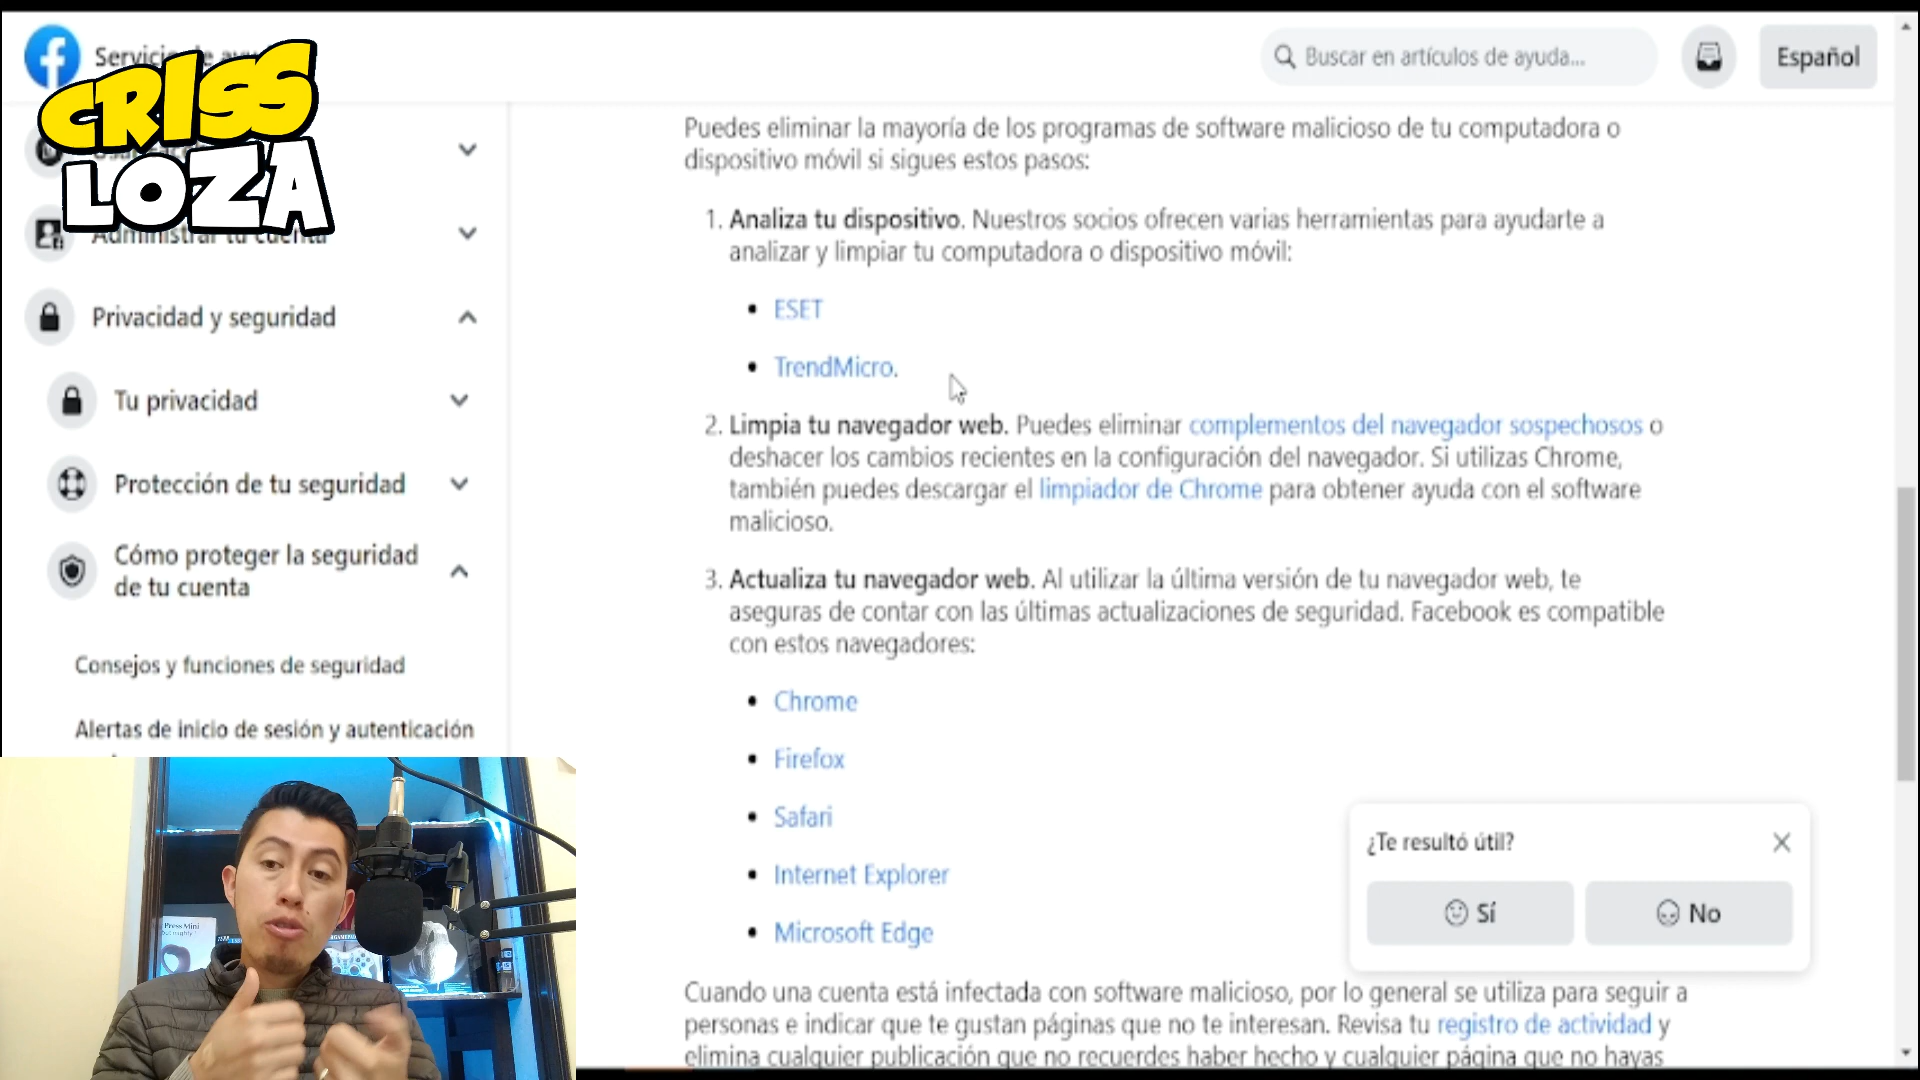 Servicio de
CRISS
LOZA
Buscar en artículos de ayuda...
Español
Administrar tu cuenta
Privacidad y seguridad
Tu privacidad
Protección de tu seguridad
Cómo proteger la seguridad
de tu cuenta
Consejos y funciones de seguridad
Alertas de inicio de sesión y autenticación
Puedes eliminar la mayoría de los programas de software malicioso de tu computadora o
dispositivo móvil si sigues estos pasos:
1. Analiza tu dispositivo. Nuestros socios ofrecen varias herramientas para ayudarte a
analizar y limpiar tu computadora o dispositivo móvil:
• ESET
• TrendMicro.
2. Limpia tu navegador web. Puedes eliminar complementos del navegador sospechosos o
deshacer los cambios recientes en la configuración del navegador. Si utilizas Chrome,
también puedes descargar el limpiador de Chrome para obtener ayuda con el software
malicioso.
3. Actualiza tu navegador web. Al utilizar la última versión de tu navegador web, te
aseguras de contar con las últimas actualizaciones de seguridad. Facebook es compatible
con estos navegadores:
• Chrome
• Firefox
• Safari
• Internet Explorer
• Microsoft Edge
Cuando una cuenta está infectada con software malicioso, por lo general se utiliza para seguir a
personas e indicar que te gustan páginas que no te interesan. Revisa tu registro de actividad y
elimina cualquier publicación que no recuerdes haber hecho y cualquier página que no hayas
¿Te resultó útil?
Sí
No
Press Mini